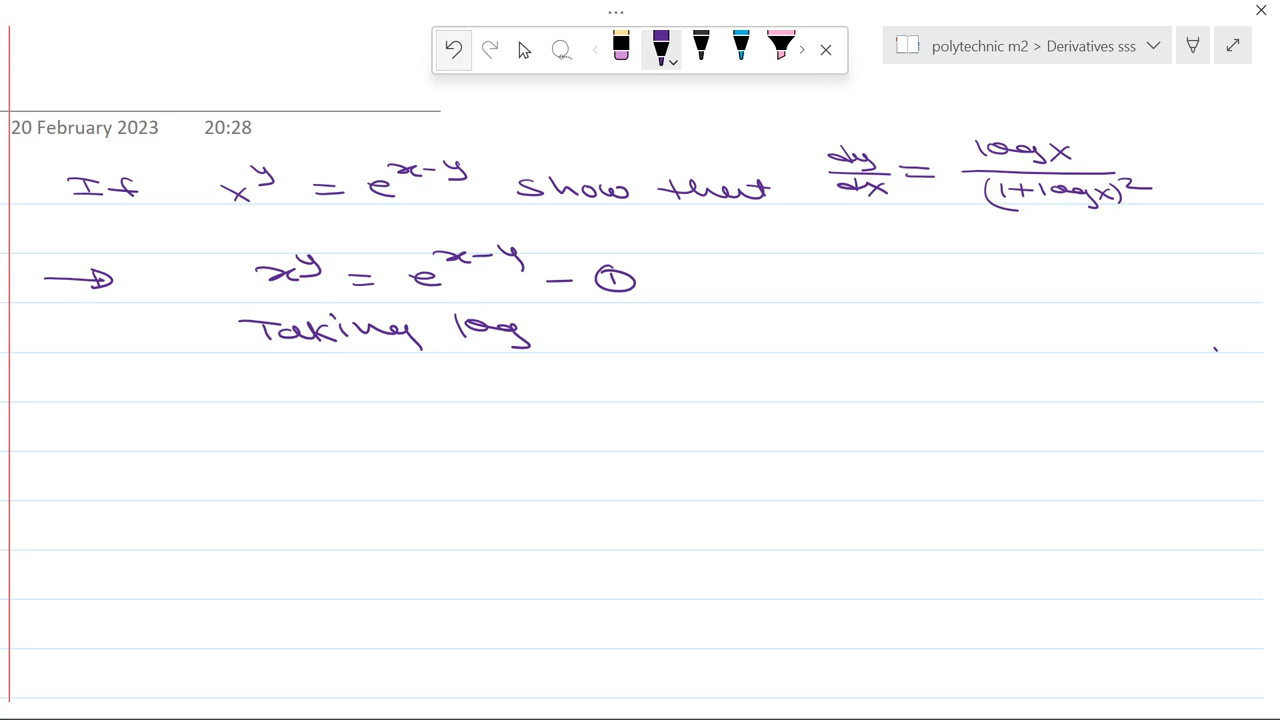 ...
polytechnic m2 > Derivatives sss
20 February 2023 20:28
If x^y = e^{x-y} show that dy/dx = log x/(1+log x)^2
→ x^y = e^{x-y} - ①
Taking log